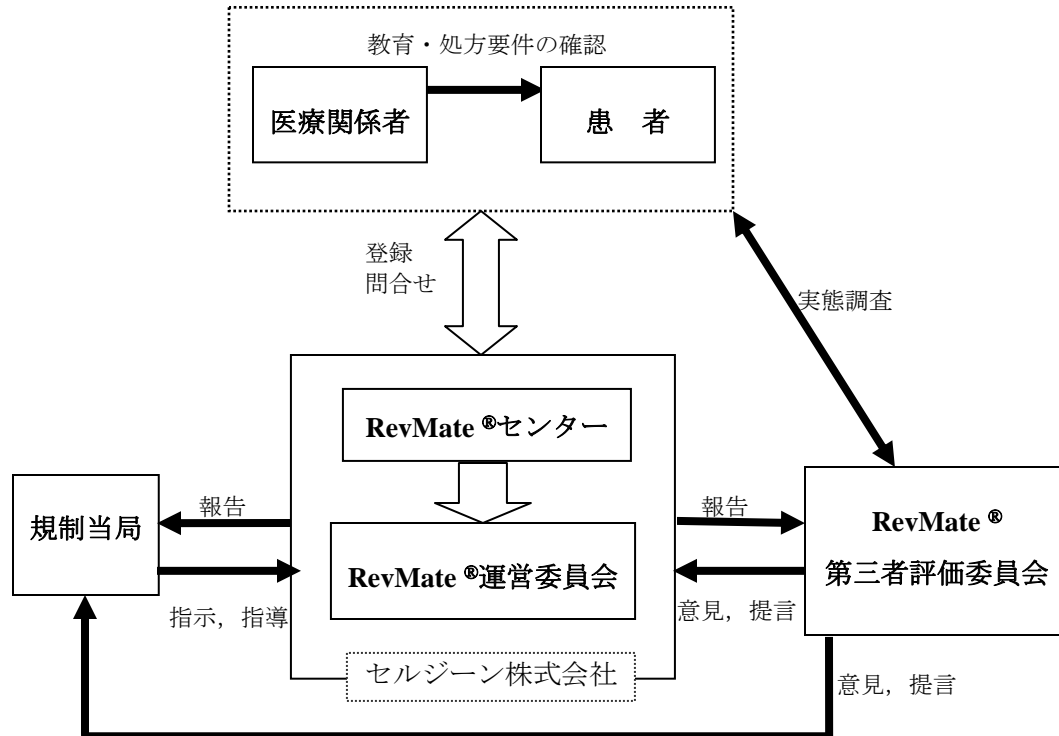 教育・処方要件の確認
医療関係者
患　者
登録
問合せ
実態調査
RevMate ®センター
規制当局
報告
報告
RevMate ®
第三者評価委員会
RevMate ®運営委員会
指示，指導
意見，提言
セルジーン株式会社
意見，提言